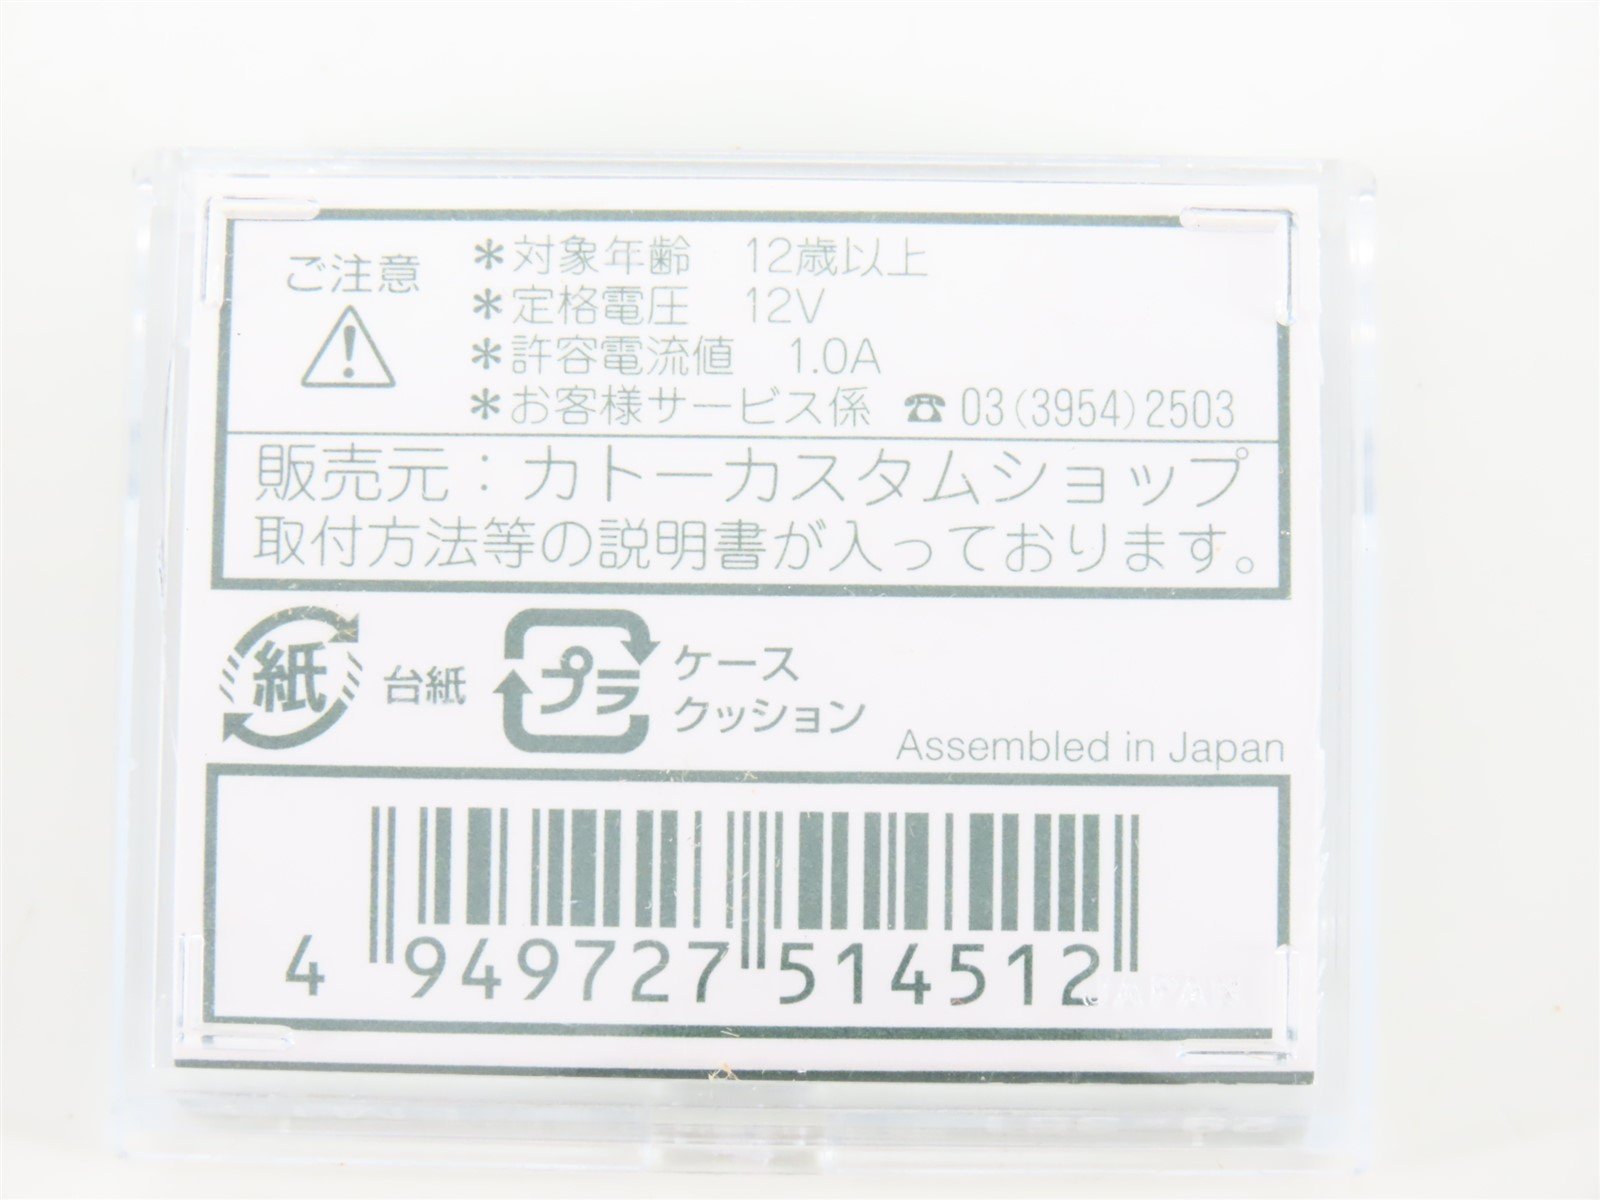 ご注意
＊対象年齢　12歳以上
＊定格電圧　12V
＊許容電流値　1.0A
＊お客様サービス係　☎ 03(3954)2503
販売元：カトーカスタムショップ
取付方法等の説明書が入っております。
紙 台紙
プラ ケース
クッション
Assembled in Japan
4 949727 514512
JAPAN